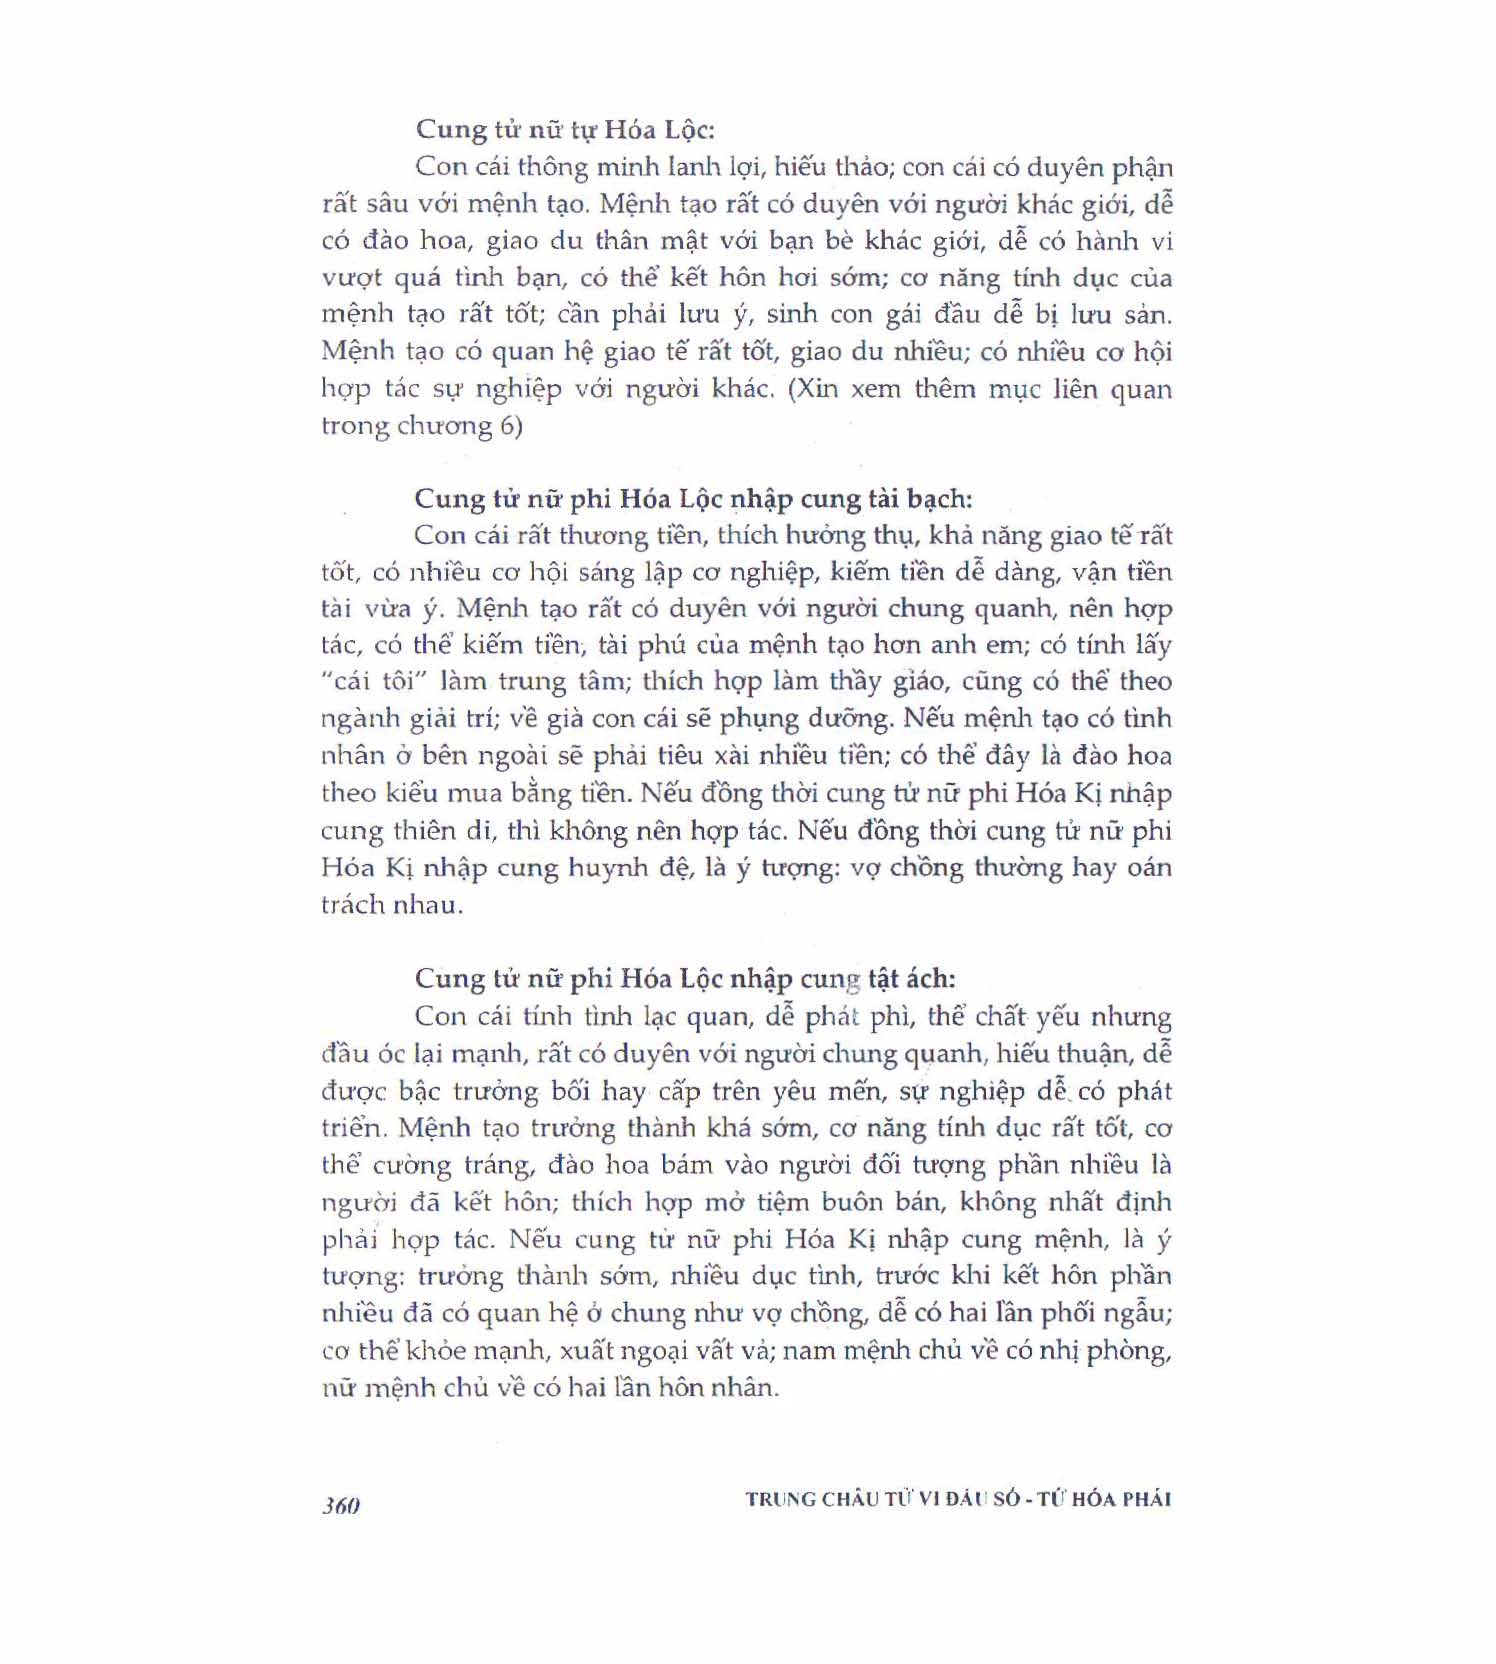 Cung tử nữ tự Hóa Lộc:
Con cái thông minh lanh lợi, hiếu thảo; con cái có duyên phận
rất sâu với mệnh tạo. Mệnh tạo rất có duyên với người khác giới, dễ
có đào hoa, giao du thân mật với bạn bè khác giới, dễ có hành vi
vượt quá tình bạn, có thể kết hôn hơi sớm; cơ năng tính dục của
mệnh tạo rất tốt; cần phải lưu ý, sinh con gái đầu dễ bị lưu sản.
Mệnh tạo có quan hệ giao tế rất tốt, giao du nhiều; có nhiều cơ hội
hợp tác sự nghiệp với người khác. (Xin xem thêm mục liên quan
trong chương 6)
Cung tử nữ phi Hóa Lộc nhập cung tài bạch:
Con cái rất thương tiền, thích hưởng thụ, khả năng giao tế rất
tốt, có nhiều cơ hội sáng lập cơ nghiệp, kiếm tiền dễ dàng, vận tiền
tài vừa ý. Mệnh tạo rất có duyên với người chung quanh, nên hợp
tác, có thể kiếm tiền, tài phú của mệnh tạo hơn anh em; có tính lấy
"cái tôi" làm trung tâm; thích hợp làm thầy giáo, cũng có thể theo
ngành giải trí; về già con cái sẽ phụng dưỡng. Nếu mệnh tạo có tình
nhân ở bên ngoài sẽ phải tiêu xài nhiều tiền; có thể đây là đào hoa
theo kiểu mua bằng tiền. Nếu đồng thời cung tử nữ phi Hóa Kị nhập
cung thiên di, thì không nên hợp tác. Nếu đồng thời cung tử nữ phi
Hóa Kị nhập cung huynh đệ, là ý tượng: vợ chồng thường hay oán
trách nhau.
Cung tử nữ phi Hóa Lộc nhập cung tật ách:
Con cái tính tình lạc quan, dễ phát phì, thể chất yếu nhưng
đầu óc lại mạnh, rất có duyên với người chung quanh, hiếu thuận, dễ
được bậc trưởng bối hay cấp trên yêu mến, sự nghiệp dễ có phát
triển. Mệnh tạo trưởng thành khá sớm, cơ năng tính dục rất tốt, cơ
thể cường tráng, đào hoa bám vào người đối tượng phần nhiều là
người đã kết hôn; thích hợp mở tiệm buôn bán, không nhất định
phải hợp tác. Nếu cung tử nữ phi Hóa Kị nhập cung mệnh, là ý
tượng: trưởng thành sớm, nhiều dục tình, trước khi kết hôn phần
nhiều đã có quan hệ ở chung như vợ chồng, dễ có hai lần phối ngẫu;
cơ thể khỏe mạnh, xuất ngoại vất vả; nam mệnh chủ về có nhị phòng,
nữ mệnh chủ về có hai lần hôn nhân.
360
TRUNG CHÂU TỬ VI ĐẨU SỐ - TỨ HÓA PHÁI